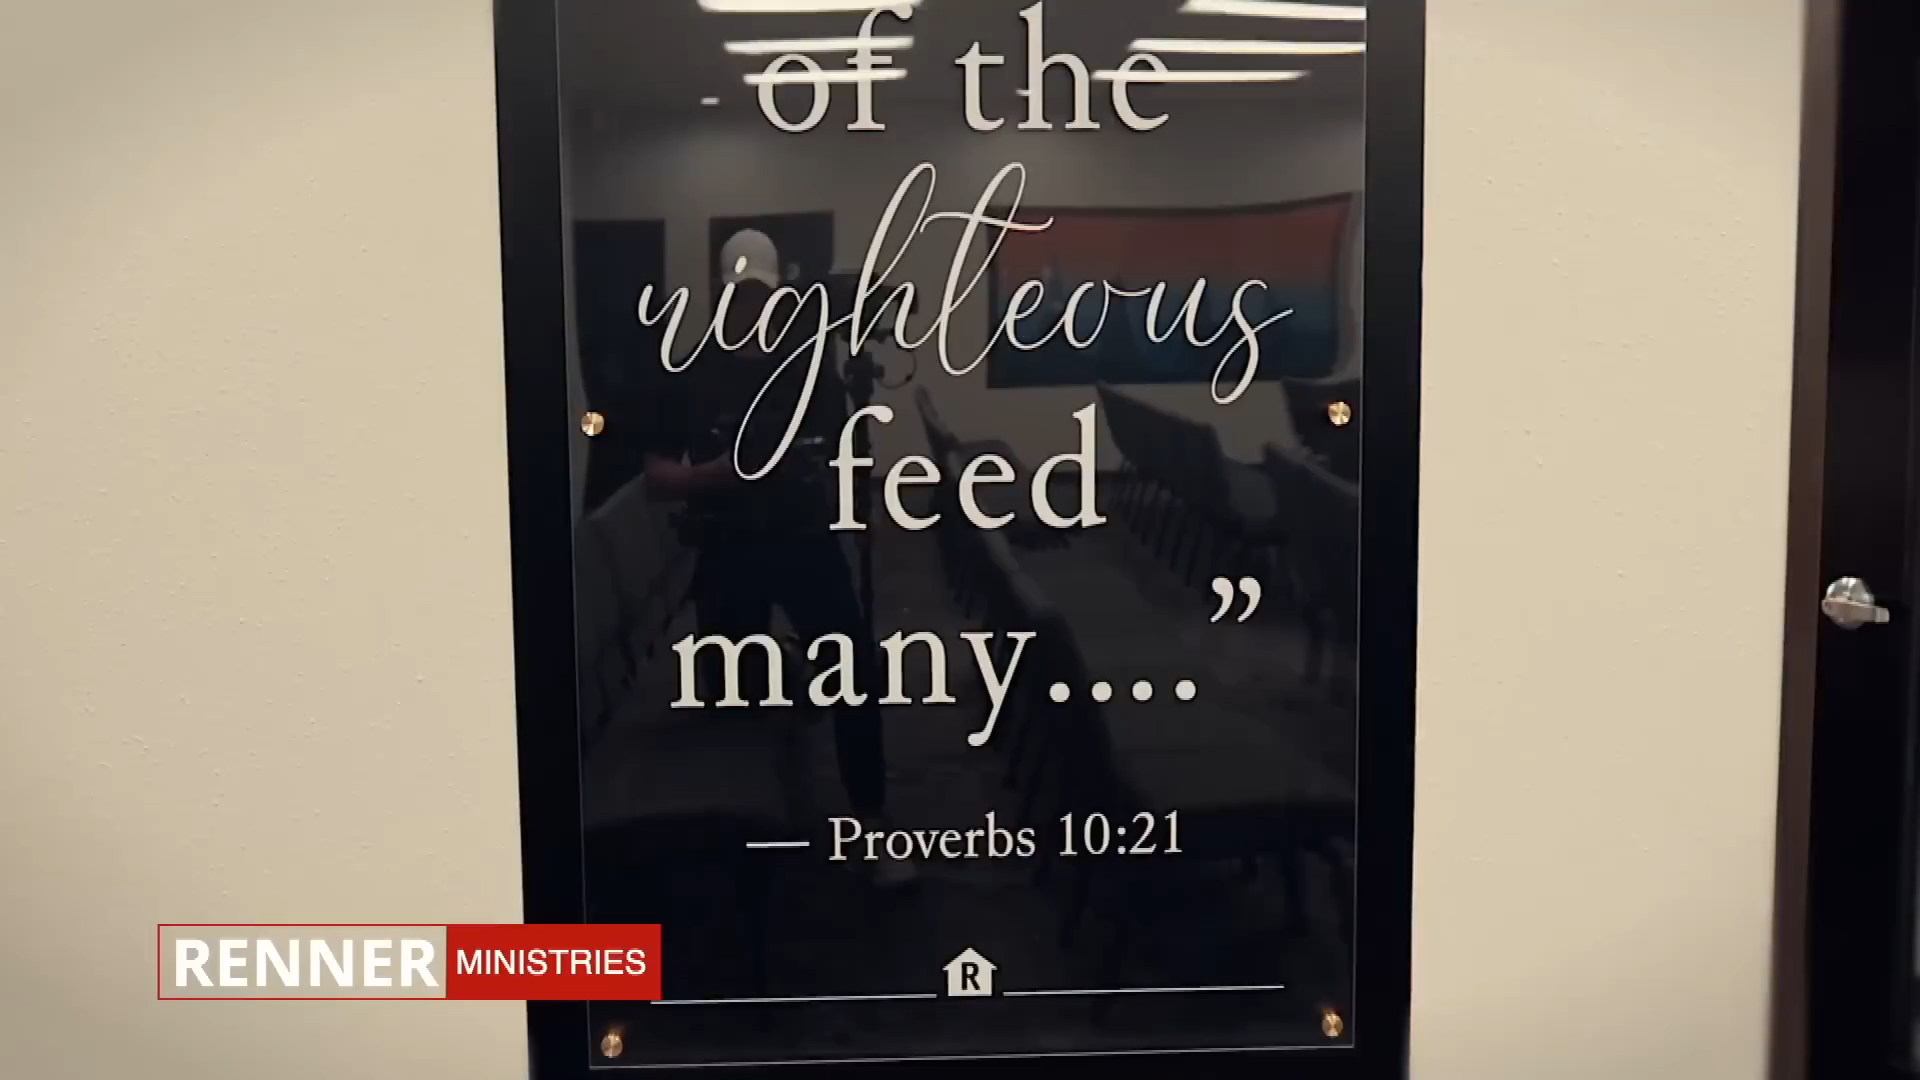 of the
righteous
feed
many....”
— Proverbs 10:21
R
RENNER MINISTRIES